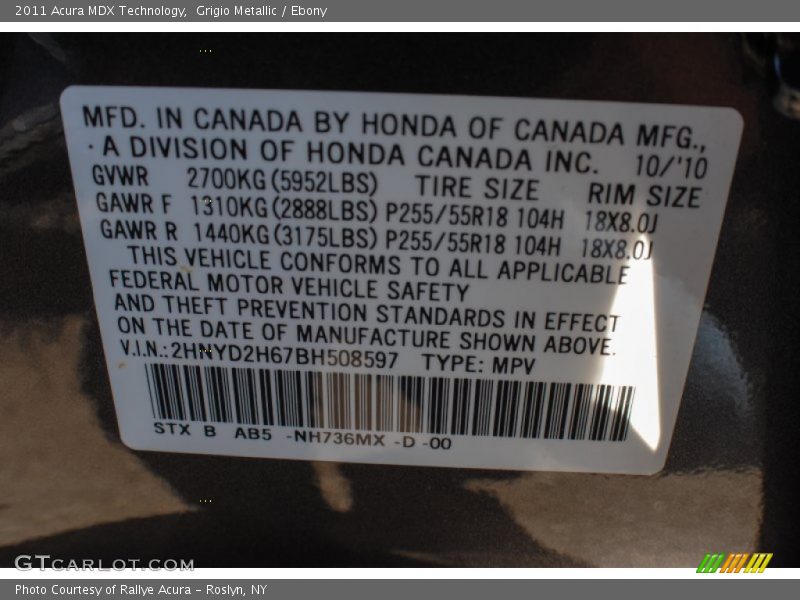 2011 Acura MDX Technology,  Grigio Metallic / Ebony
MFD. IN CANADA BY HONDA OF CANADA MFG.,
A DIVISION OF HONDA CANADA INC. 10/'10
GVWR 2700KG(5952LBS) TIRE SIZE RIM SIZE
GAWR F 1310KG(2888LBS) P255/55R18 104H 18X8.0J
GAWR R 1440KG(3175LBS) P255/55R18 104H 18X8.0J
THIS VEHICLE CONFORMS TO ALL APPLICABLE
FEDERAL MOTOR VEHICLE SAFETY
AND THEFT PREVENTION STANDARDS IN EFFECT
ON THE DATE OF MANUFACTURE SHOWN ABOVE.
V.I.N.:2HNYD2H67BH508597 TYPE: MPV
STX B AB5 -NH736MX -D -00
GTCARLOT.COM
Photo Courtesy of Rallye Acura – Roslyn, NY